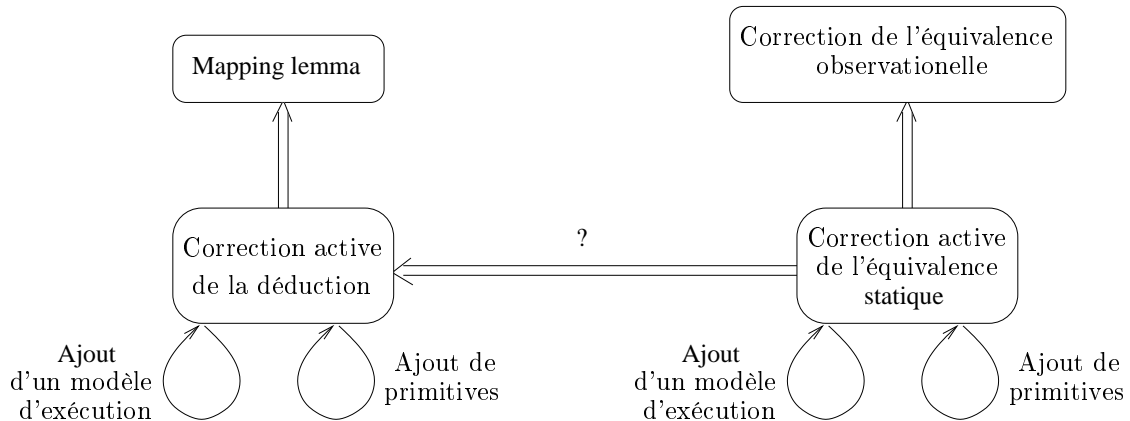 Mapping lemma
Correction de l'équivalence
observationelle
Correction active
de la déduction
?
Correction active
de l'équivalence
statique
Ajout
d'un modèle
d'exécution
Ajout de
primitives
Ajout
d'un modèle
d'exécution
Ajout de
primitives